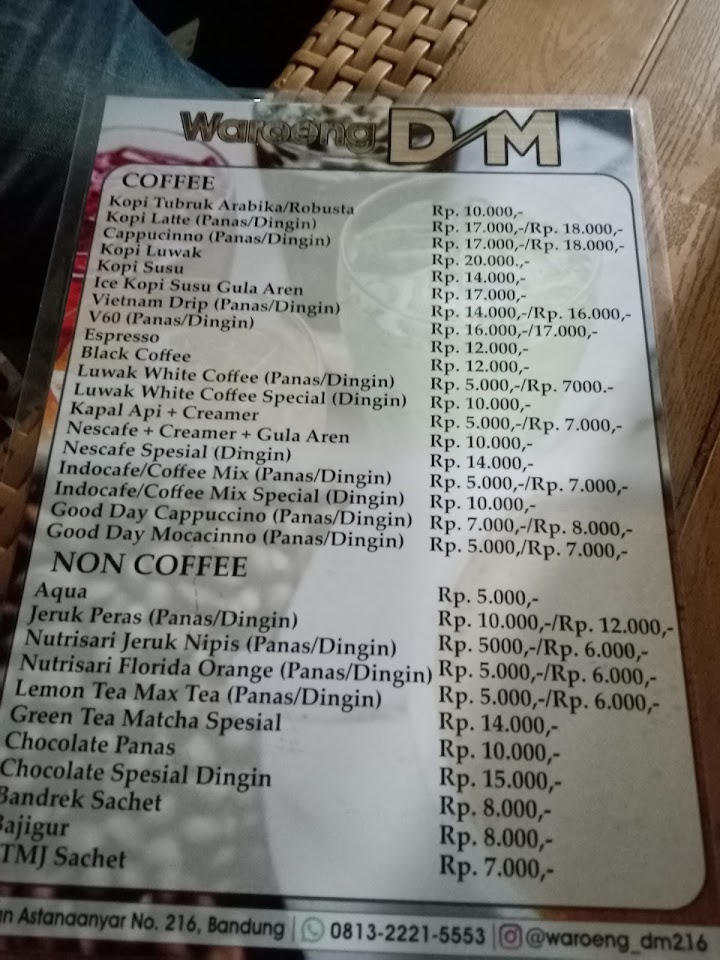 Waroeng DM
COFFEE
Kopi Tubruk Arabika/Robusta Rp. 10.000,-
Kopi Latte (Panas/Dingin) Rp. 17.000,-/Rp. 18.000,-
Cappucinno (Panas/Dingin) Rp. 17.000,-/Rp. 18.000,-
Kopi Luwak Rp. 20.000.,-
Kopi Susu Rp. 14.000,-
Ice Kopi Susu Gula Aren Rp. 17.000,-
Vietnam Drip (Panas/Dingin) Rp. 14.000,-/Rp. 16.000,-
V60 (Panas/Dingin) Rp. 16.000,-/17.000,-
Espresso Rp. 12.000,-
Black Coffee Rp. 12.000,-
Luwak White Coffee (Panas/Dingin) Rp. 5.000,-/Rp. 7000.-
Luwak White Coffee Special (Dingin) Rp. 10.000,-
Kapal Api + Creamer Rp. 5.000,-/Rp. 7.000,-
Nescafe + Creamer + Gula Aren Rp. 10.000,-
Nescafe Spesial (Dingin) Rp. 14.000,-
Indocafe/Coffee Mix (Panas/Dingin) Rp. 5.000,-/Rp. 7.000,-
Indocafe/Coffee Mix Special (Dingin) Rp. 10.000,-
Good Day Cappuccino (Panas/Dingin) Rp. 7.000,-/Rp. 8.000,-
Good Day Mocacinno (Panas/Dingin) Rp. 5.000,/Rp. 7.000,-
NON COFFEE
Aqua Rp. 5.000,-
Jeruk Peras (Panas/Dingin) Rp. 10.000,-/Rp. 12.000,-
Nutrisari Jeruk Nipis (Panas/Dingin) Rp. 5000,-/Rp. 6.000,-
Nutrisari Florida Orange (Panas/Dingin) Rp. 5.000,-/Rp. 6.000,-
Lemon Tea Max Tea (Panas/Dingin) Rp. 5.000,-/Rp. 6.000,-
Green Tea Matcha Spesial Rp. 14.000,-
Chocolate Panas Rp. 10.000,-
Chocolate Spesial Dingin Rp. 15.000,-
Bandrek Sachet Rp. 8.000,-
Bajigur Rp. 8.000,-
TMJ Sachet Rp. 7.000,-
n Astanaanyar No. 216, Bandung | 0813-2221-5553 | @waroeng_dm216